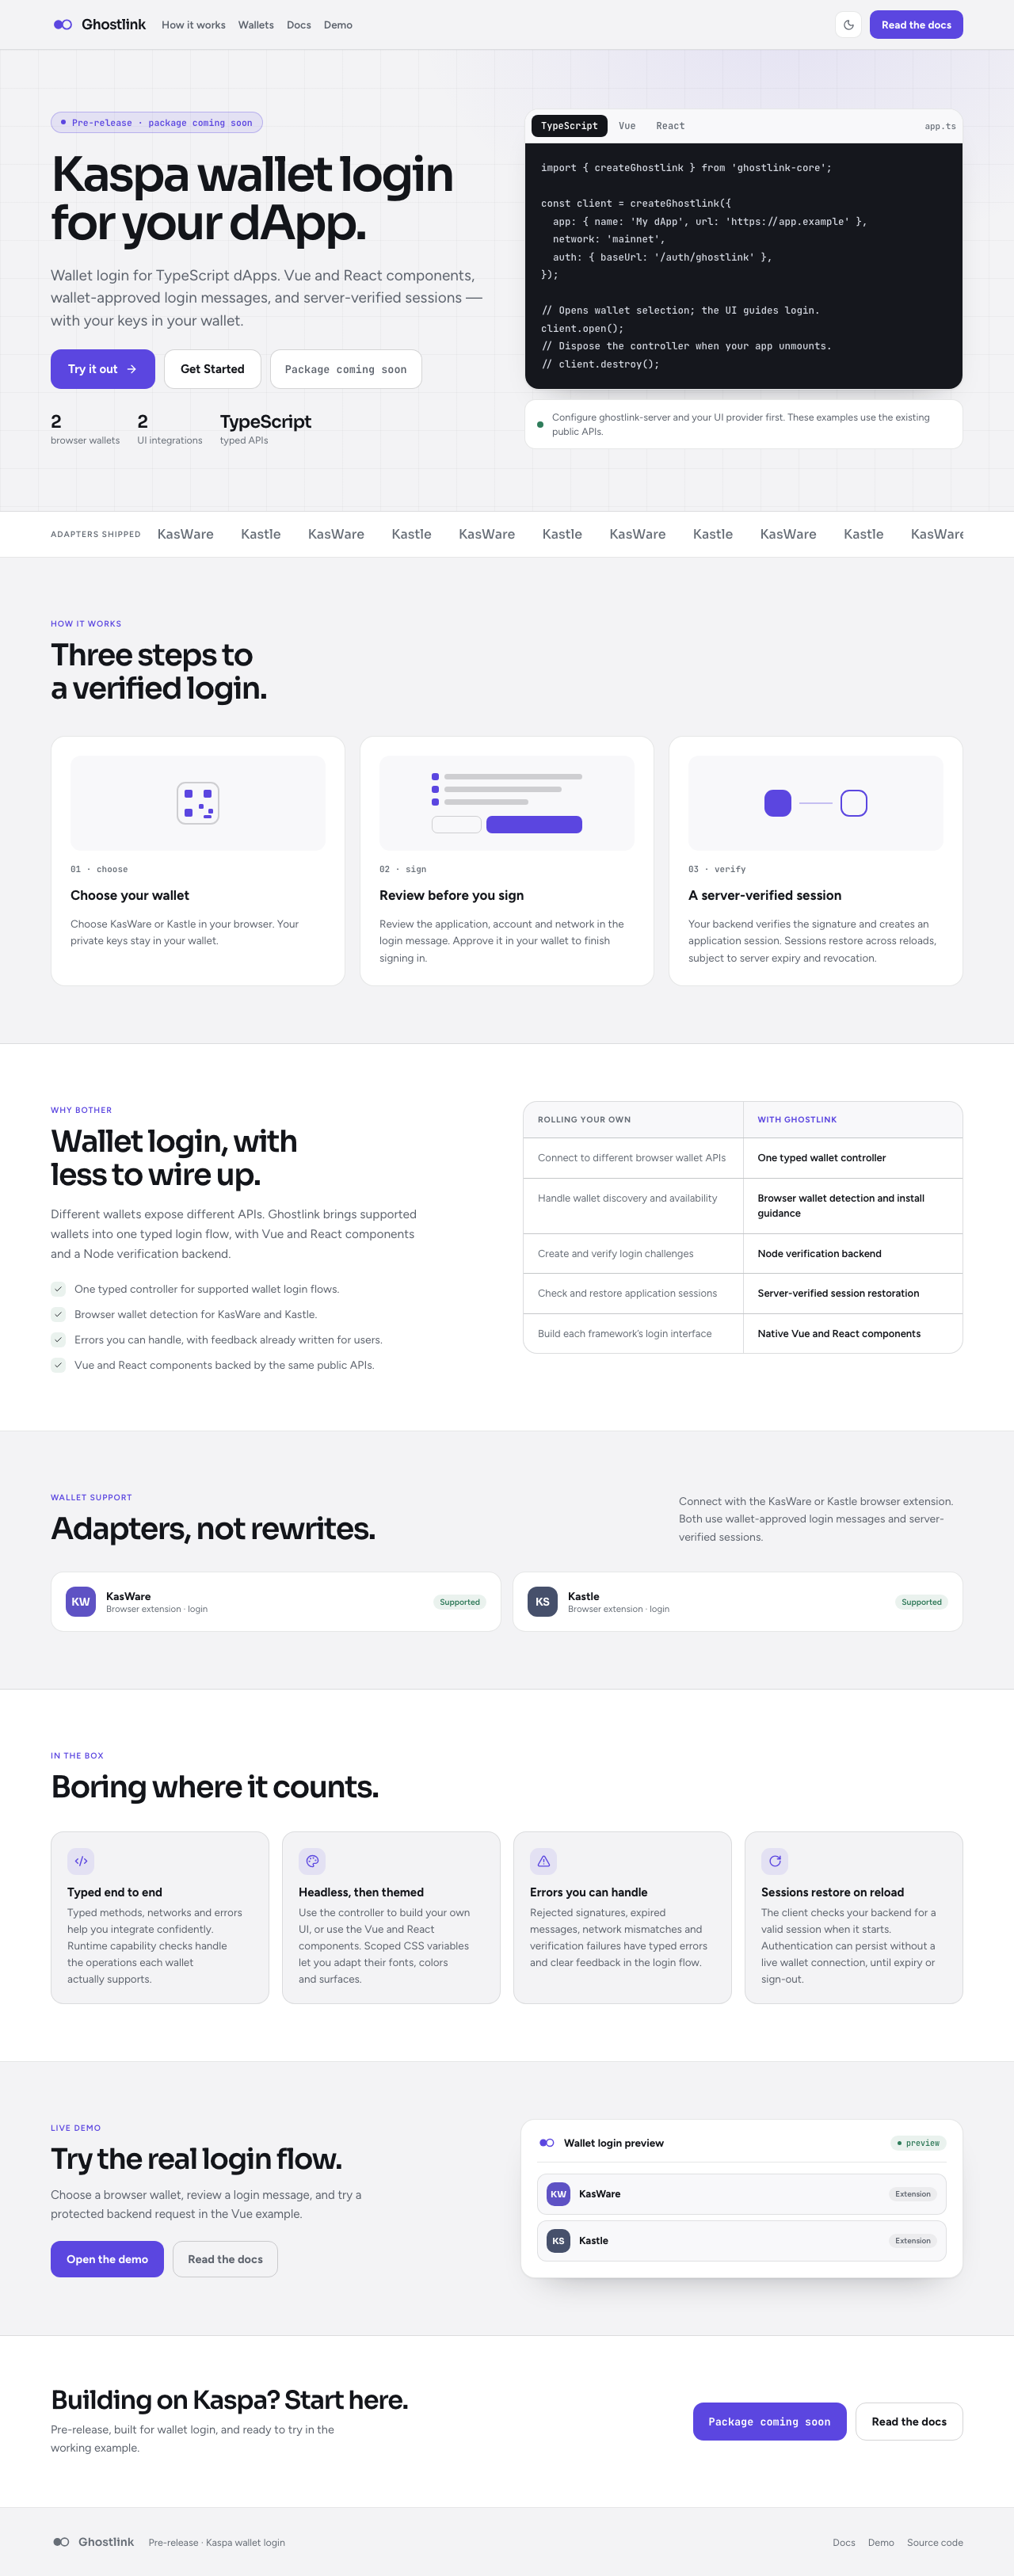 Ghostlink How it works Wallets Docs Demo Read the docs
Pre-release · package coming soon
Kaspa wallet login
for your dApp.
Wallet login for TypeScript dApps. Vue and React components,
wallet-approved login messages, and server-verified sessions —
with your keys in your wallet.
Try it out → Get Started Package coming soon
2 2 TypeScript
browser wallets UI integrations typed APIs
TypeScript Vue React app.ts
import { createGhostlink } from 'ghostlink-core';
const client = createGhostlink({
app: { name: 'My dApp', url: 'https://app.example' },
network: 'mainnet',
auth: { baseUrl: '/auth/ghostlink' },
});
// Opens wallet selection; the UI guides login.
client.open();
// Dispose the controller when your app unmounts.
// client.destroy();
Configure ghostlink-server and your UI provider first. These examples use the existing
public APIs.
ADAPTERS SHIPPED KasWare Kastle KasWare Kastle KasWare Kastle KasWare Kastle KasWare Kastle KasWare
HOW IT WORKS
Three steps to
a verified login.
01 · choose
Choose your wallet
Choose KasWare or Kastle in your browser. Your
private keys stay in your wallet.
02 · sign
Review before you sign
Review the application, account and network in the
login message. Approve it in your wallet to finish
signing in.
03 · verify
A server-verified session
Your backend verifies the signature and creates an
application session. Sessions restore across reloads,
subject to server expiry and revocation.
WHY BOTHER
Wallet login, with
less to wire up.
Different wallets expose different APIs. Ghostlink brings supported
wallets into one typed login flow, with Vue and React components
and a Node verification backend.
One typed controller for supported wallet login flows.
Browser wallet detection for KasWare and Kastle.
Errors you can handle, with feedback already written for users.
Vue and React components backed by the same public APIs.
ROLLING YOUR OWN WITH GHOSTLINK
Connect to different browser wallet APIs One typed wallet controller
Handle wallet discovery and availability Browser wallet detection and install
guidance
Create and verify login challenges Node verification backend
Check and restore application sessions Server-verified session restoration
Build each framework's login interface Native Vue and React components
WALLET SUPPORT
Adapters, not rewrites.
Connect with the KasWare or Kastle browser extension.
Both use wallet-approved login messages and server-
verified sessions.
KW KasWare Supported
Browser extension · login
KS Kastle Supported
Browser extension · login
IN THE BOX
Boring where it counts.
Typed end to end
Typed methods, networks and errors
help you integrate confidently.
Runtime capability checks handle
the operations each wallet
actually supports.
Headless, then themed
Use the controller to build your own
UI, or use the Vue and React
components. Scoped CSS variables
let you adapt their fonts, colors
and surfaces.
Errors you can handle
Rejected signatures, expired
messages, network mismatches and
verification failures have typed errors
and clear feedback in the login flow.
Sessions restore on reload
The client checks your backend for a
valid session when it starts.
Authentication can persist without a
live wallet connection, until expiry or
sign-out.
LIVE DEMO
Try the real login flow.
Choose a browser wallet, review a login message, and try a
protected backend request in the Vue example.
Open the demo Read the docs
Wallet login preview preview
KW KasWare Extension
KS Kastle Extension
Building on Kaspa? Start here.
Pre-release, built for wallet login, and ready to try in the
working example.
Package coming soon Read the docs
Ghostlink Pre-release · Kaspa wallet login Docs Demo Source code